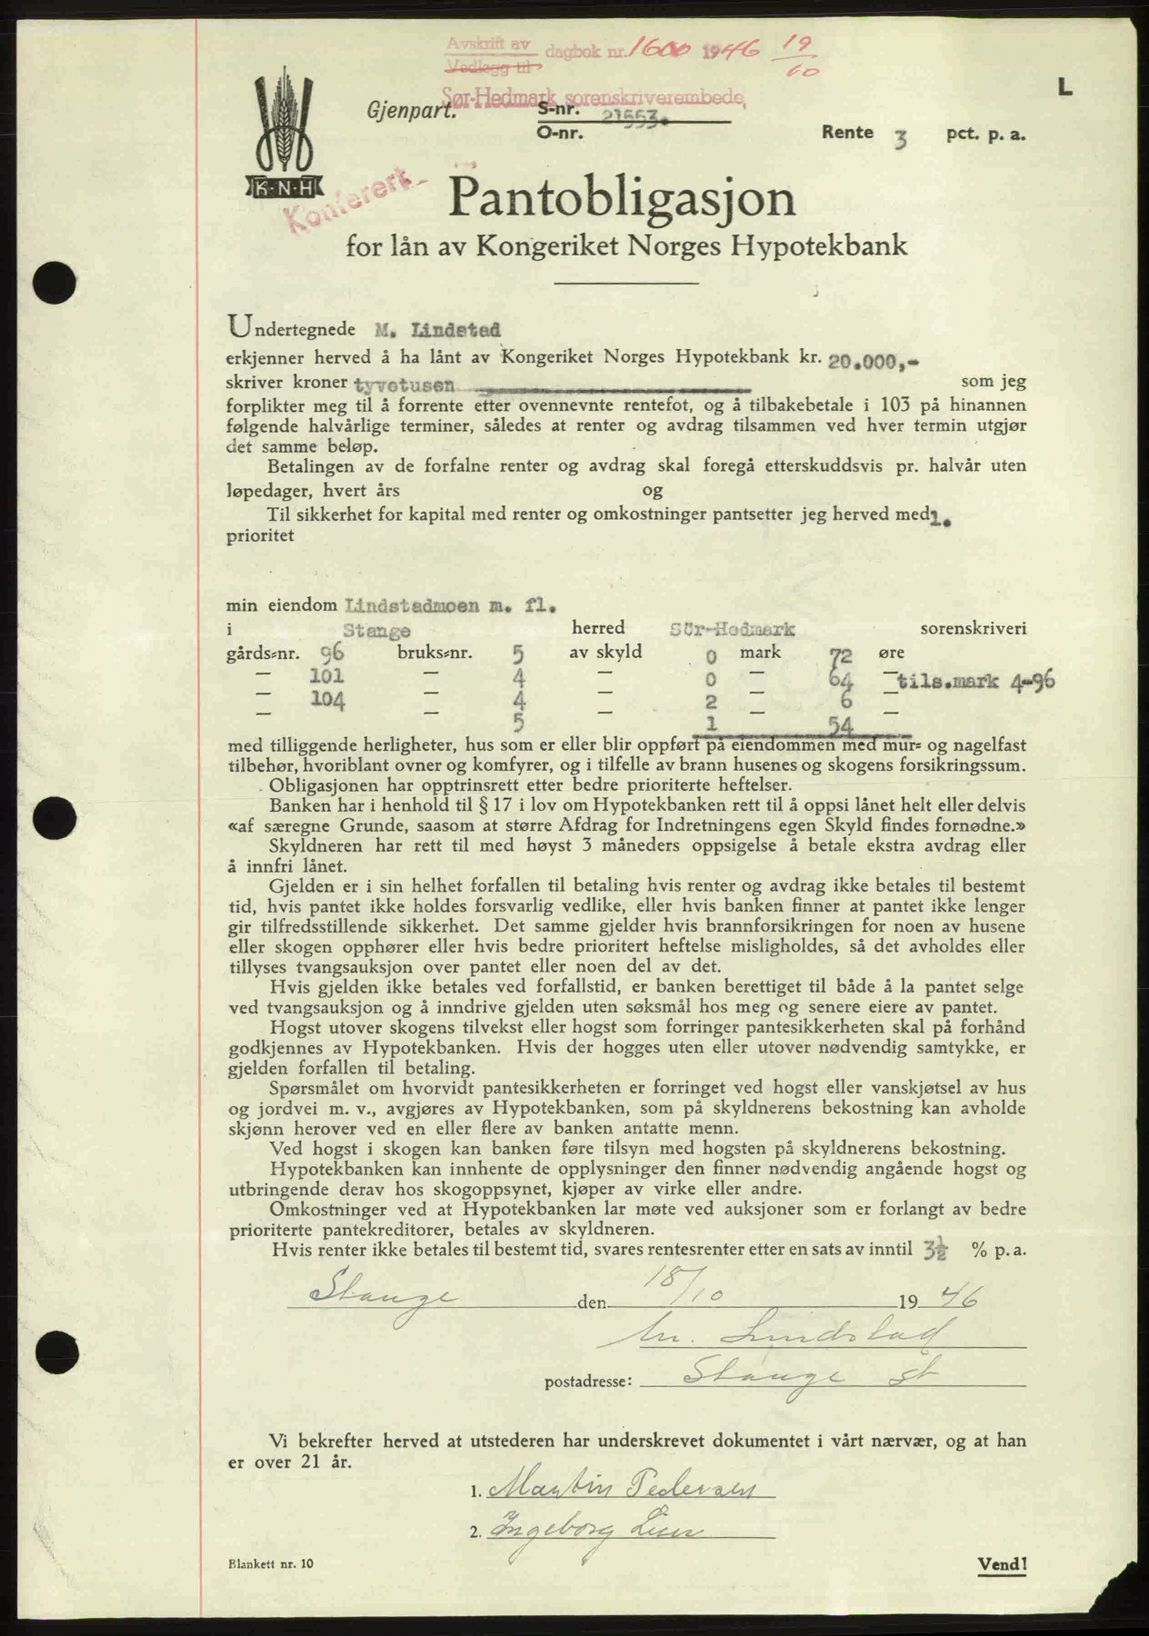 Avskrift av dagbok nr. 1600 1946 19/10
Vedlegg til
Sør-Hedmark sorenskriverembede,
L
Gjenpart.
S-nr. 21553.
O-nr.
Rente 3 pct. p. a.
K·N·H
Konferert
Pantobligasjon
for lån av Kongeriket Norges Hypotekbank
Undertegnede M. Lindstad
erkjenner herved å ha lånt av Kongeriket Norges Hypotekbank kr. 20.000,-
skriver kroner tyvetusen som jeg
forplikter meg til å forrente etter ovennevnte rentefot, og å tilbakebetale i 103 på hinannen
følgende halvårlige terminer, således at renter og avdrag tilsammen ved hver termin utgjør
det samme beløp.
Betalingen av de forfalne renter og avdrag skal foregå etterskuddsvis pr. halvår uten
løpedager, hvert års og
Til sikkerhet for kapital med renter og omkostninger pantsetter jeg herved med 1.
prioritet
min eiendom Lindstadmoen m. fl.
i Stange herred Sör-Hedmark sorenskriveri
gårds-nr. 96 bruks-nr. 5 av skyld 0 mark 72 øre
— 101 — 4 — 0 — 64 — tils.mark 4-96
— 104 — 4 — 2 — 6 —
— — 5 — 1 — 54 —
med tilliggende herligheter, hus som er eller blir oppført på eiendommen med mur- og nagelfast
tilbehør, hvoriblant ovner og komfyrer, og i tilfelle av brann husenes og skogens forsikringssum.
Obligasjonen har opptrinsrett etter bedre prioriterte heftelser.
Banken har i henhold til § 17 i lov om Hypotekbanken rett til å oppsi lånet helt eller delvis
«af særegne Grunde, saasom at større Afdrag for Indretningens egen Skyld findes fornødne.»
Skyldneren har rett til med høyst 3 måneders oppsigelse å betale ekstra avdrag eller
å innfri lånet.
Gjelden er i sin helhet forfallen til betaling hvis renter og avdrag ikke betales til bestemt
tid, hvis pantet ikke holdes forsvarlig vedlike, eller hvis banken finner at pantet ikke lenger
gir tilfredsstillende sikkerhet. Det samme gjelder hvis brannforsikringen for noen av husene
eller skogen opphører eller hvis bedre prioritert heftelse misligholdes, så det avholdes eller
tillyses tvangsauksjon over pantet eller noen del av det.
Hvis gjelden ikke betales ved forfallstid, er banken berettiget til både å la pantet selge
ved tvangsauksjon og å inndrive gjelden uten søksmål hos meg og senere eiere av pantet.
Hogst utover skogens tilvekst eller hogst som forringer pantesikkerheten skal på forhånd
godkjennes av Hypotekbanken. Hvis der hogges uten eller utover nødvendig samtykke, er
gjelden forfallen til betaling.
Spørsmålet om hvorvidt pantesikkerheten er forringet ved hogst eller vanskjøtsel av hus
og jordvei m. v., avgjøres av Hypotekbanken, som på skyldnerens bekostning kan avholde
skjønn herover ved en eller flere av banken antatte menn.
Ved hogst i skogen kan banken føre tilsyn med hogsten på skyldnerens bekostning.
Hypotekbanken kan innhente de opplysninger den finner nødvendig angående hogst og
utbringende derav hos skogoppsynet, kjøper av virke eller andre.
Omkostninger ved at Hypotekbanken lar møte ved auksjoner som er forlangt av bedre
prioriterte pantekreditorer, betales av skyldneren.
Hvis renter ikke betales til bestemt tid, svares rentesrenter etter en sats av inntil 3½ % p. a.
Stange den 18/10 1946
M. Lindstad
postadresse: Stange st
Vi bekrefter herved at utstederen har underskrevet dokumentet i vårt nærvær, og at han
er over 21 år.
1. Martin Pedersen
2. Ingeborg Lien
Blankett nr. 10
Vend!